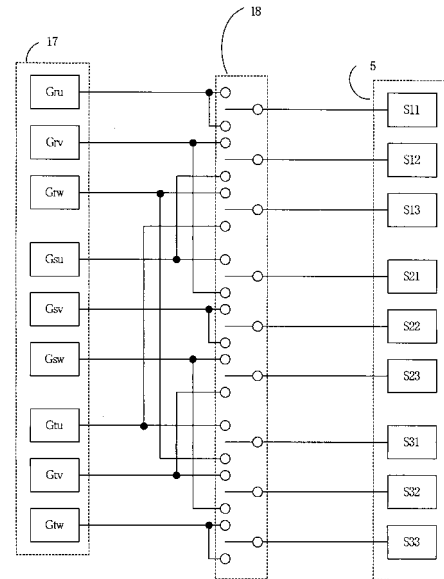 18
17
5
Gru
S11
Grv
S12
Grw
S13
Gsu
S21
Gsv
S22
Gsw
S23
Gtu
S31
Gtv
S32
Gtw
S33